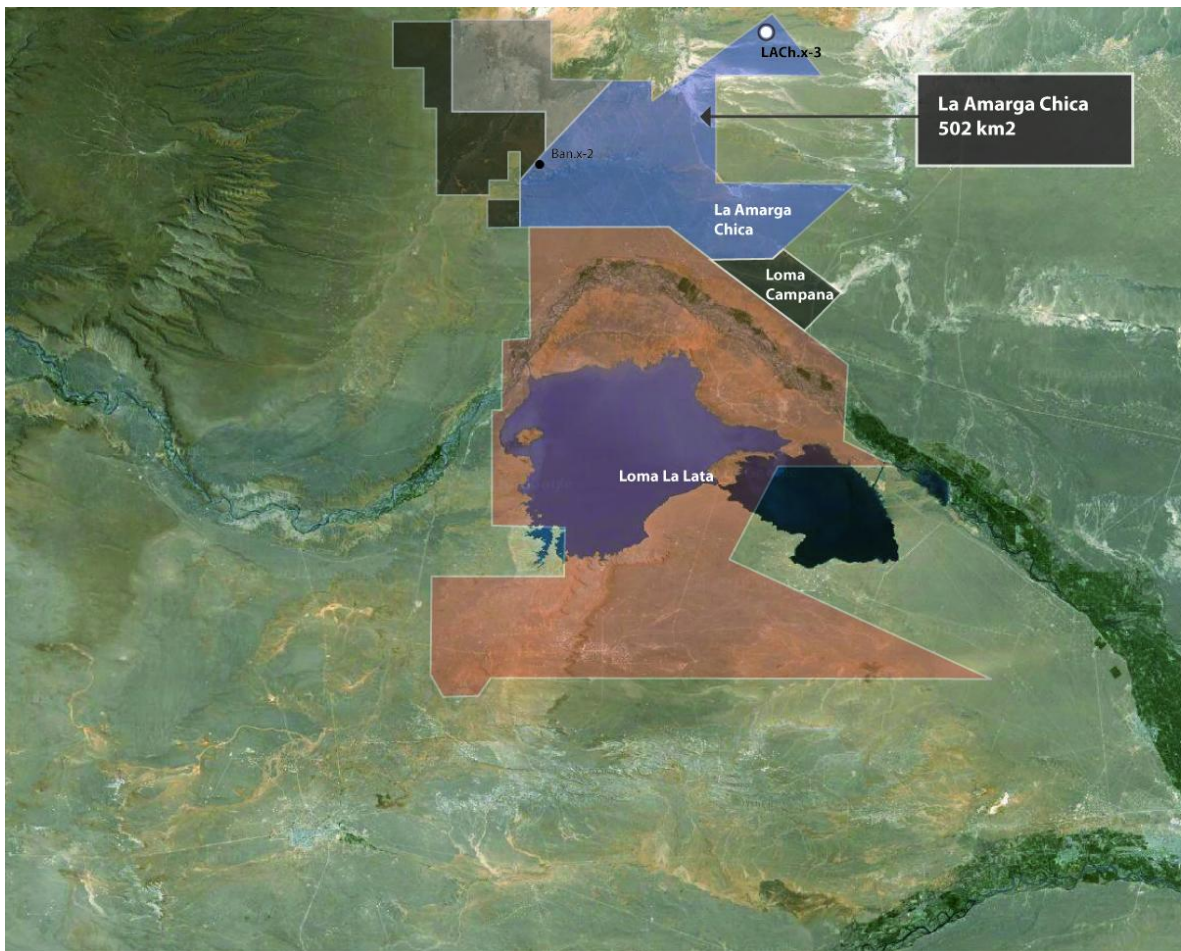 LACh.x-3
La Amarga Chica
502 km2
Ban.x-2
La Amarga
Chica
Loma
Campana
Loma La Lata